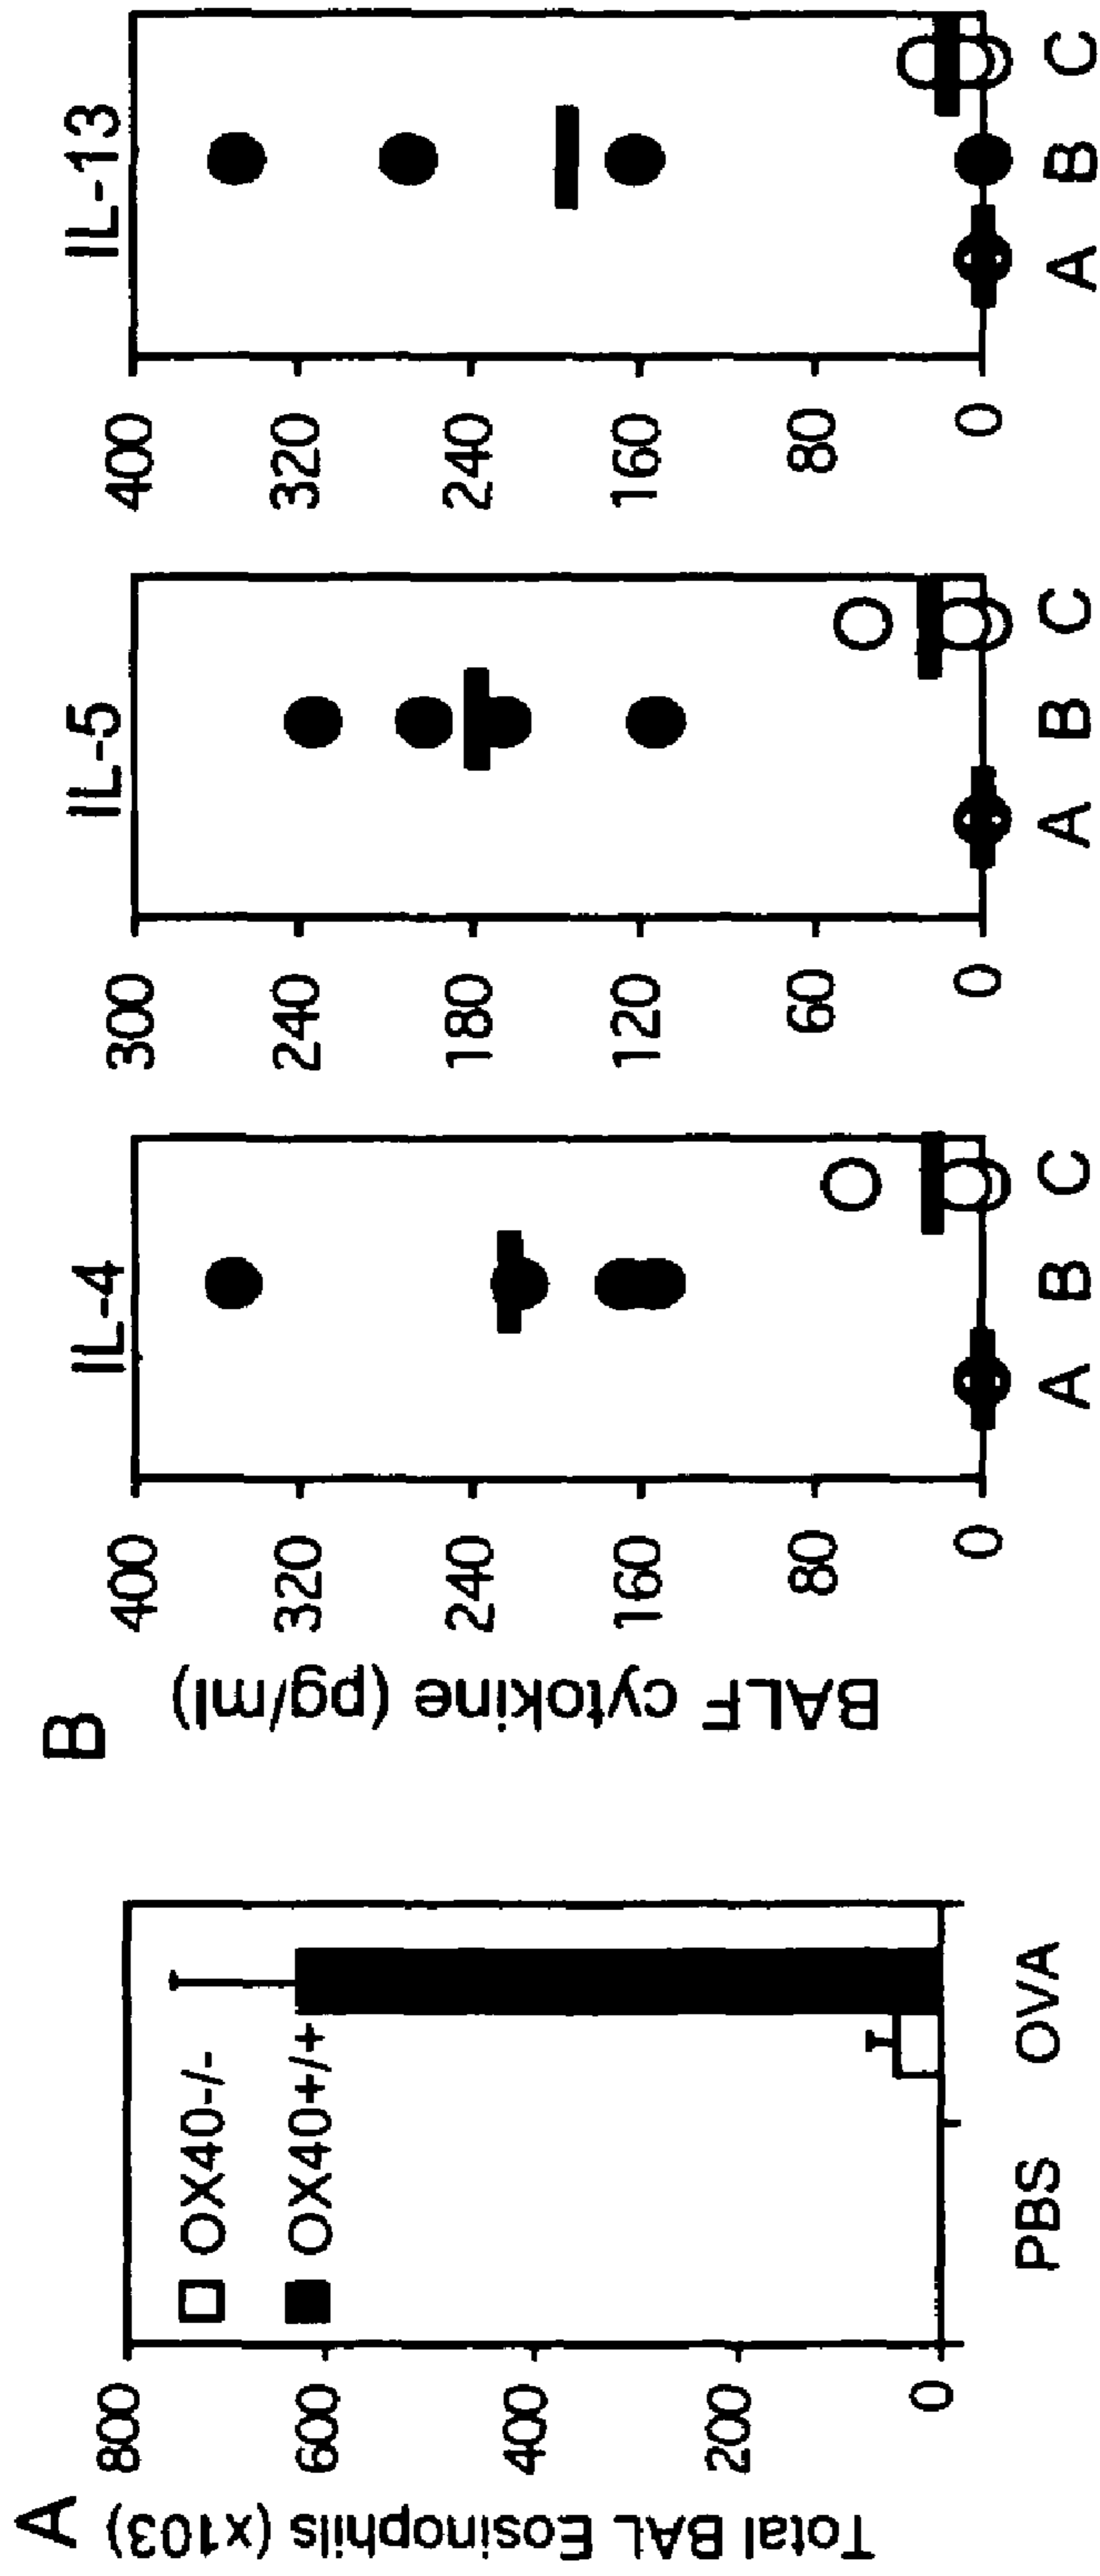 A
Total BAL Eosinophils (x103)
800
600
400
200
0
OX40-/-
OX40+/+
PBS OVA
B
BALF cytokine (pg/ml)
IL-4
400
320
240
160
80
0
A B C
IL-5
300
240
180
120
60
0
A B C
IL-13
400
320
240
160
80
0
A B C